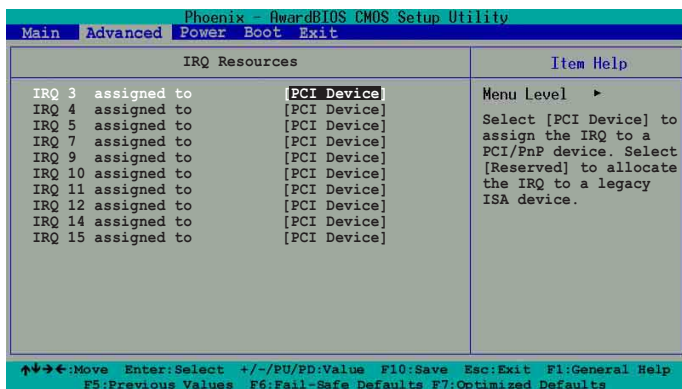 Phoenix - AwardBIOS CMOS Setup Utility
Main Advanced Power Boot Exit
IRQ Resources
IRQ 3 assigned to [PCI Device]
IRQ 4 assigned to [PCI Device]
IRQ 5 assigned to [PCI Device]
IRQ 7 assigned to [PCI Device]
IRQ 9 assigned to [PCI Device]
IRQ 10 assigned to [PCI Device]
IRQ 11 assigned to [PCI Device]
IRQ 12 assigned to [PCI Device]
IRQ 14 assigned to [PCI Device]
IRQ 15 assigned to [PCI Device]
Item Help
Menu Level ►
Select [PCI Device] to
assign the IRQ to a
PCI/PnP device. Select
[Reserved] to allocate
the IRQ to a legacy
ISA device.
↑↓→←:Move Enter:Select +/-/PU/PD:Value F10:Save Esc:Exit F1:General Help
F5:Previous Values F6:Fail-Safe Defaults F7:Optimized Defaults